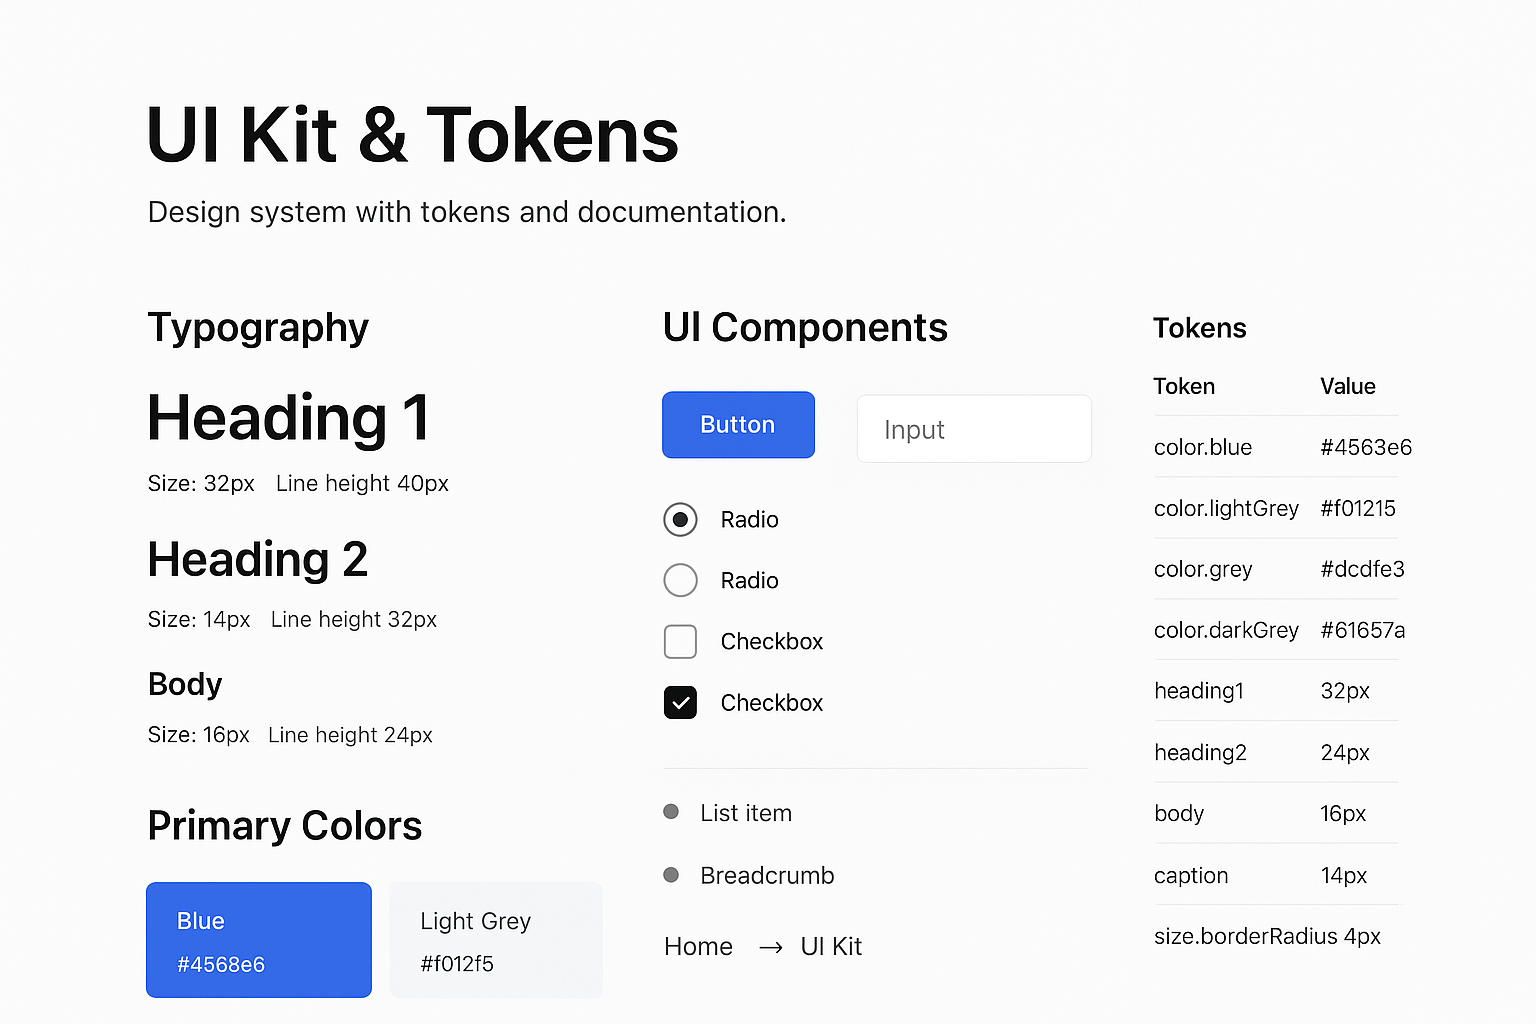 UI Kit & Tokens
Design system with tokens and documentation.
Typography
Heading 1
Size: 32px Line height 40px
Heading 2
Size: 14px Line height 32px
Body
Size: 16px Line height 24px
Primary Colors
Blue
#4568e6
Light Grey
#f012f5
UI Components
Button
Input
Radio
Radio
Checkbox
Checkbox
List item
Breadcrumb
Home → UI Kit
Tokens
Token Value
color.blue #4563e6
color.lightGrey #f01215
color.grey #dcdfe3
color.darkGrey #61657a
heading1 32px
heading2 24px
body 16px
caption 14px
size.borderRadius 4px